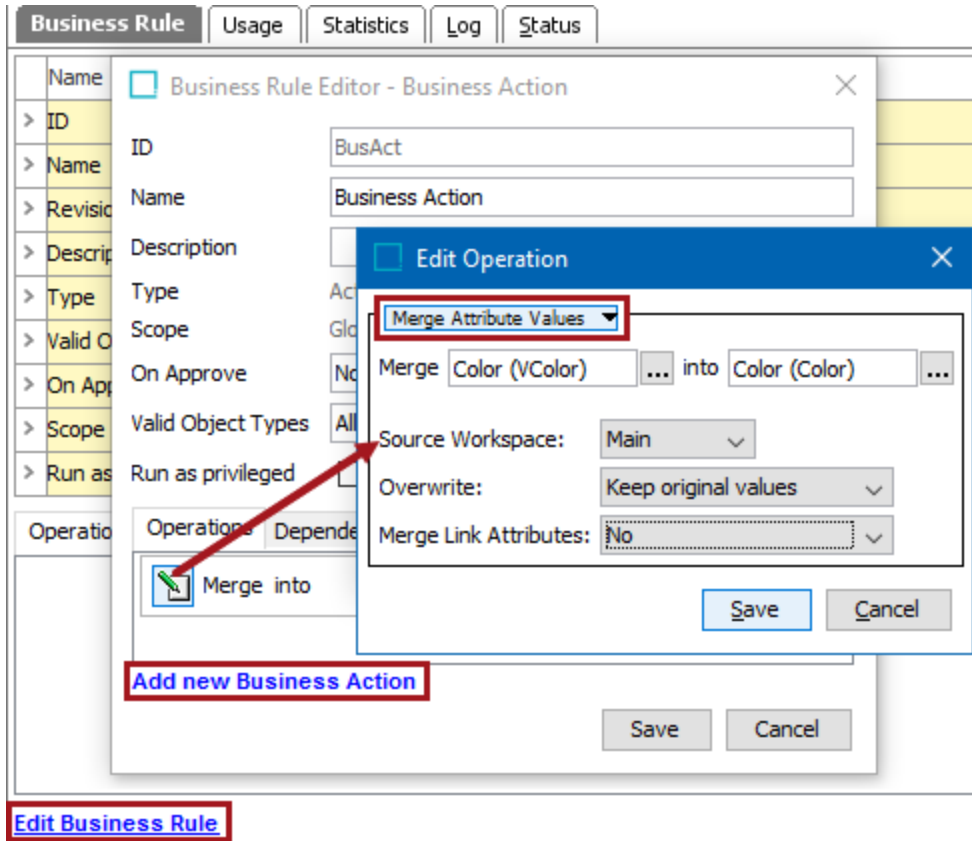 Business Rule Usage Statistics Log Status
Name
Business Rule Editor - Business Action
> ID
ID BusAct
> Name
Name Business Action
> Revisio
> Descrip
Description
Edit Operation
> Type
Type Ac
Merge Attribute Values
> Valid O
Scope Glo
Merge Color (VColor) ... into Color (Color) ...
> On App
On Approve No
> Scope
Valid Object Types All
Source Workspace: Main
> Run as
Run as privileged
Overwrite: Keep original values
Operatio
Operations Depende
Merge Link Attributes: No
Merge into
Save Cancel
Add new Business Action
Save Cancel
Edit Business Rule